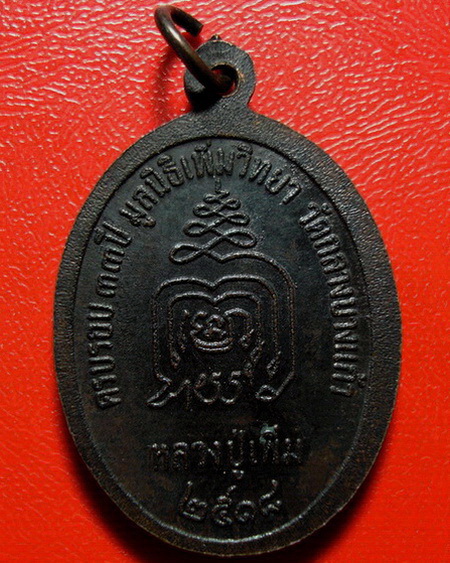 ครบรอบ ๓๓ ปี มูลนิธิเพิ่มวิทยา วัดกลางบางแก้ว
หลวงปู่เพิ่ม
๒๕๑๘